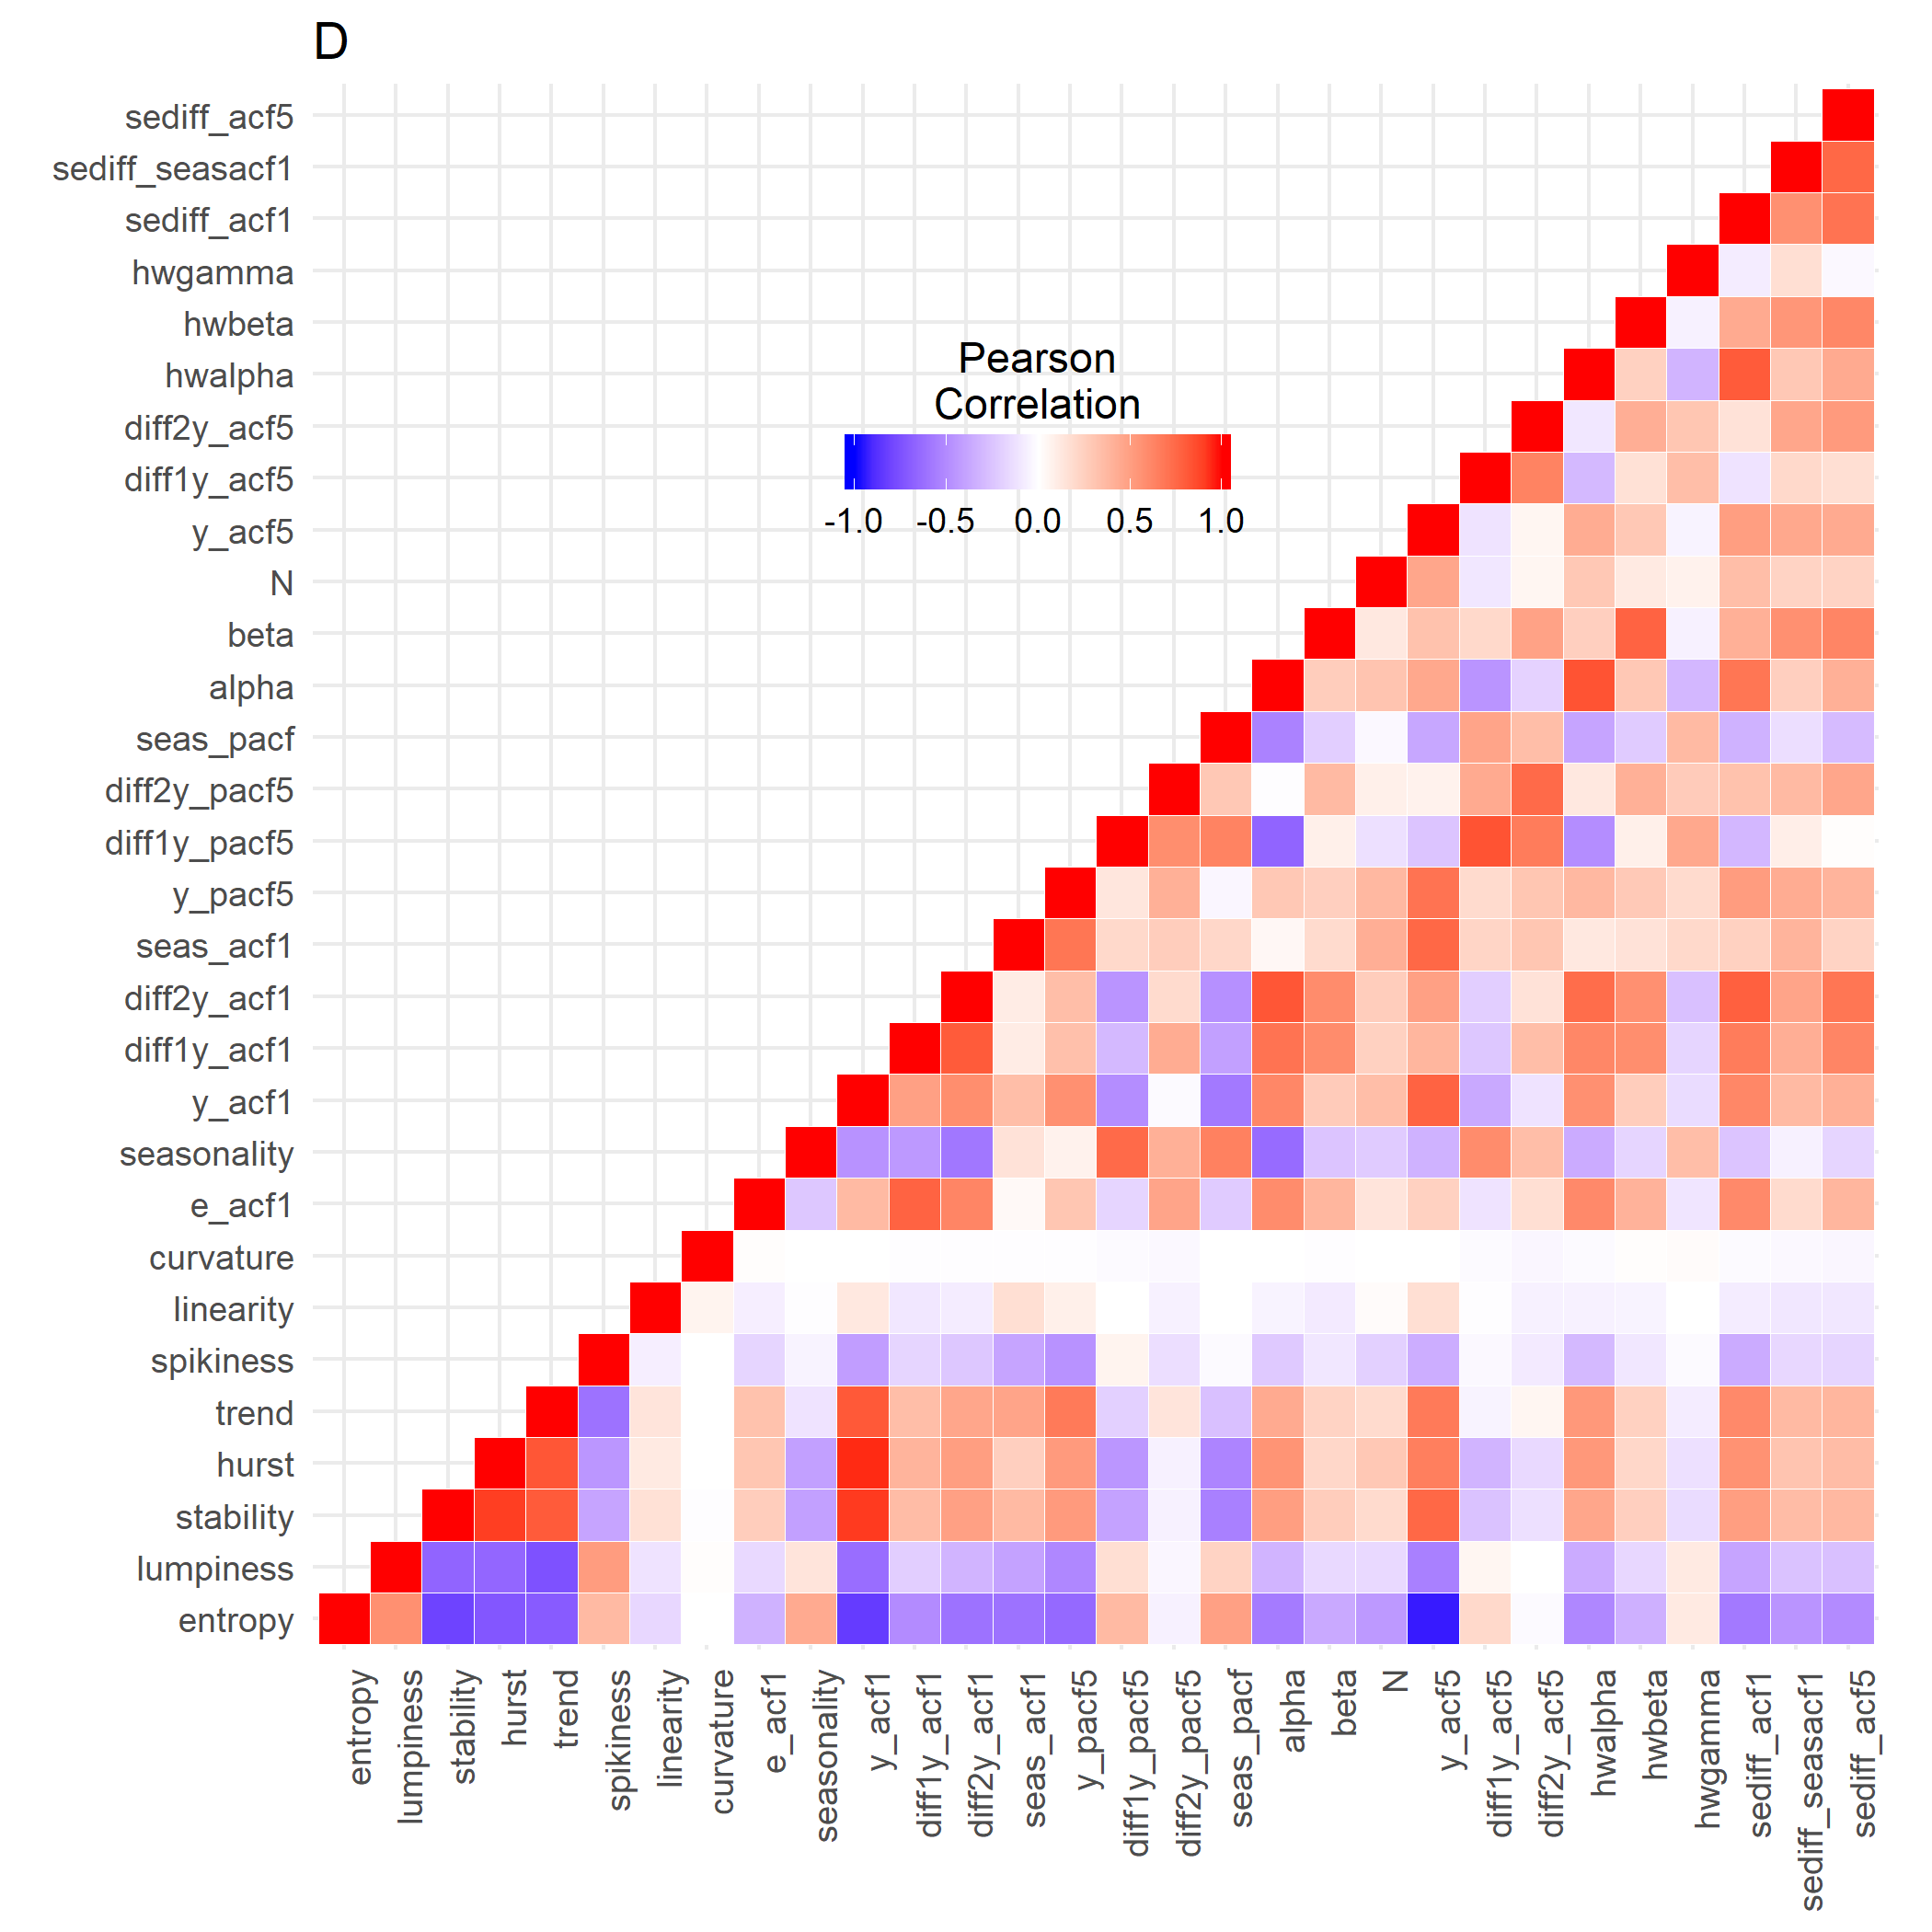 D
sediff_acf5
sediff_seasacf1
sediff_acf1
hwgamma
hwbeta
hwalpha
diff2y_acf5
diff1y_acf5
y_acf5
N
beta
alpha
seas_pacf
diff2y_pacf5
diff1y_pacf5
y_pacf5
seas_acf1
diff2y_acf1
diff1y_acf1
y_acf1
seasonality
e_acf1
curvature
linearity
spikiness
trend
hurst
stability
lumpiness
entropy
Pearson
Correlation
-1.0 -0.5 0.0 0.5 1.0
entropy
lumpiness
stability
hurst
trend
spikiness
linearity
curvature
e_acf1
seasonality
y_acf1
diff1y_acf1
diff2y_acf1
seas_acf1
y_pacf5
diff1y_pacf5
diff2y_pacf5
seas_pacf
alpha
beta
N
y_acf5
diff1y_acf5
diff2y_acf5
hwalpha
hwbeta
hwgamma
sediff_acf1
sediff_seasacf1
sediff_acf5